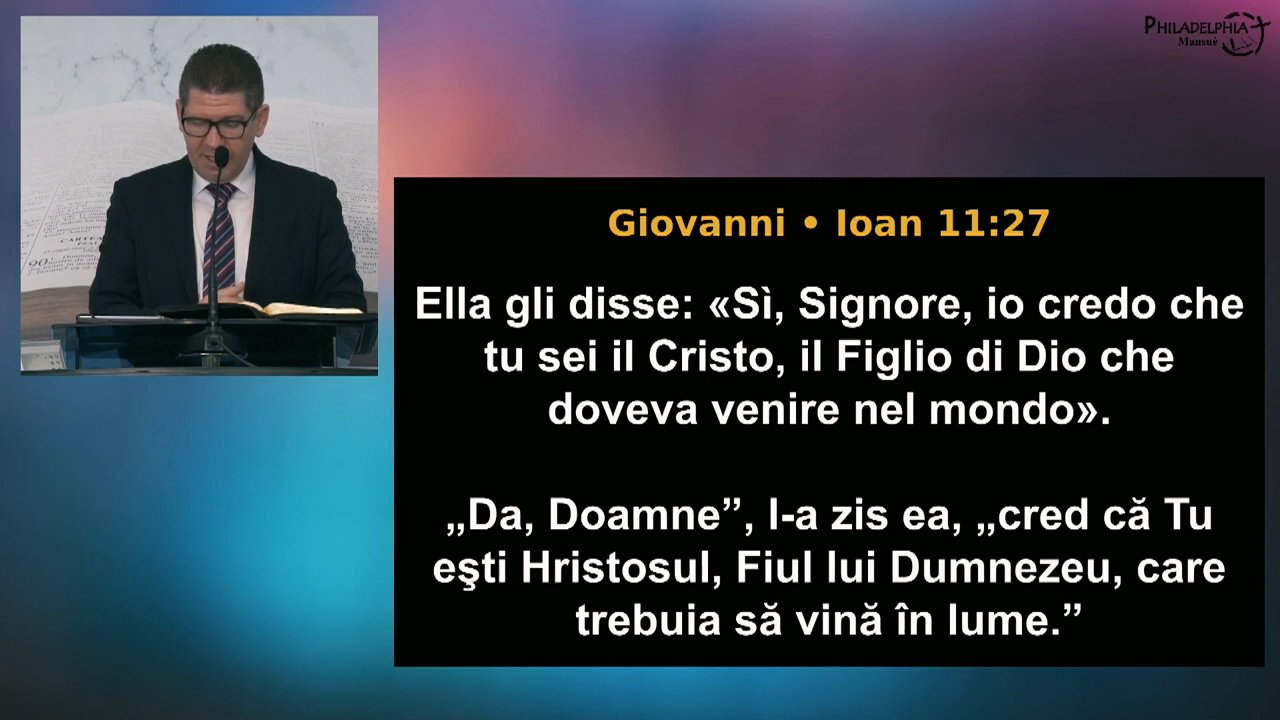 PHILADELPHIA
Mansuè
Giovanni • Ioan 11:27
Ella gli disse: «Sì, Signore, io credo che
tu sei il Cristo, il Figlio di Dio che
doveva venire nel mondo».
„Da, Doamne”, I-a zis ea, „cred că Tu
eşti Hristosul, Fiul lui Dumnezeu, care
trebuia să vină în lume.”
90